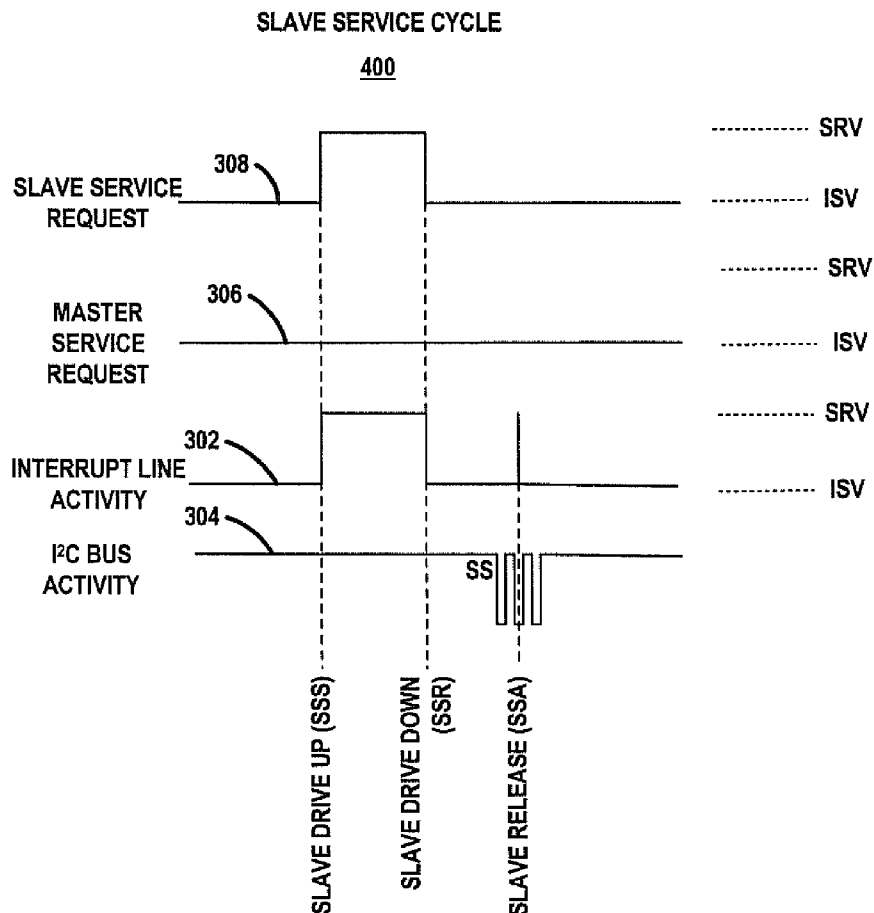 SLAVE SERVICE CYCLE
400
SRV
308
SLAVE SERVICE
REQUEST
ISV
SRV
306
MASTER
SERVICE
REQUEST
ISV
SRV
302
INTERRUPT LINE
ACTIVITY
ISV
304
I²C BUS
ACTIVITY
SS
SLAVE DRIVE UP (SSS)
SLAVE DRIVE DOWN
(SSR)
SLAVE RELEASE (SSA)